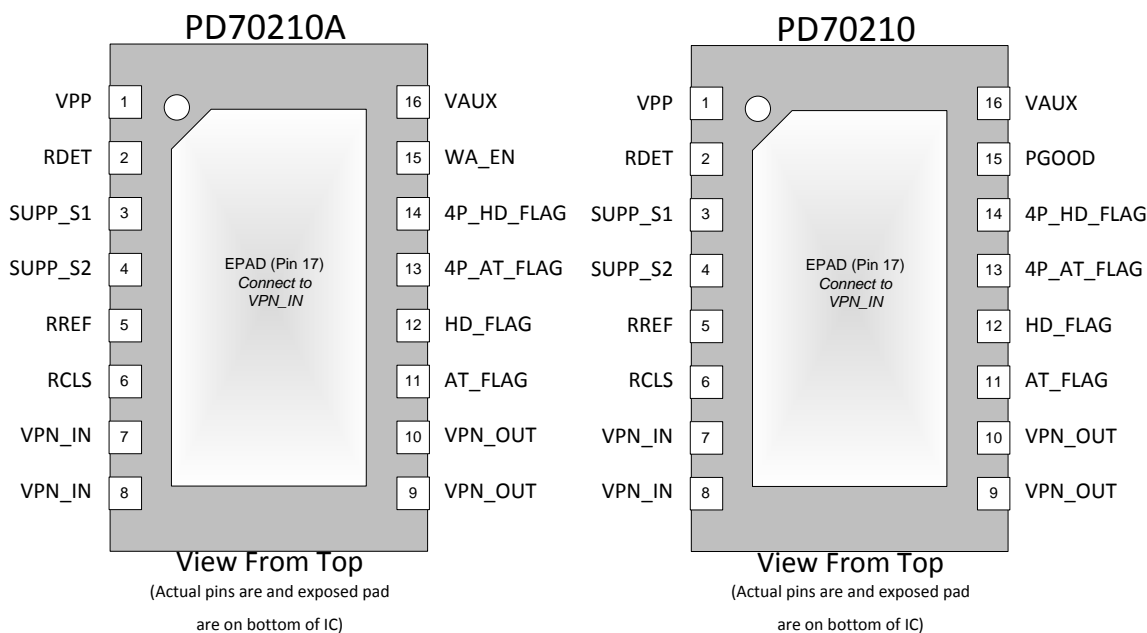 PD70210A
VPP 1 16 VAUX
RDET 2 15 WA_EN
SUPP_S1 3 14 4P_HD_FLAG
SUPP_S2 4 13 4P_AT_FLAG
EPAD (Pin 17)
Connect to
VPN_IN
RREF 5 12 HD_FLAG
RCLS 6 11 AT_FLAG
VPN_IN 7 10 VPN_OUT
VPN_IN 8 9 VPN_OUT
View From Top
(Actual pins are and exposed pad
are on bottom of IC)
PD70210
VPP 1 16 VAUX
RDET 2 15 PGOOD
SUPP_S1 3 14 4P_HD_FLAG
SUPP_S2 4 13 4P_AT_FLAG
EPAD (Pin 17)
Connect to
VPN_IN
RREF 5 12 HD_FLAG
RCLS 6 11 AT_FLAG
VPN_IN 7 10 VPN_OUT
VPN_IN 8 9 VPN_OUT
View From Top
(Actual pins are and exposed pad
are on bottom of IC)